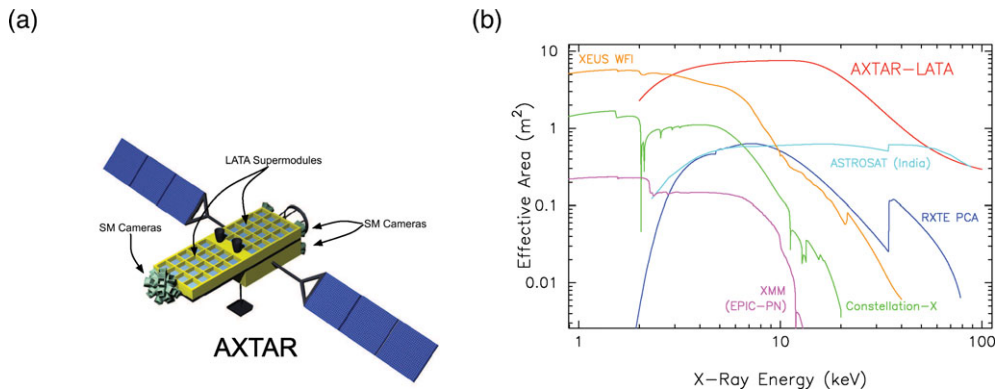 (a)
LATA Supermodules
SM Cameras
SM Cameras
AXTAR
(b)
XEUS WFI
AXTAR-LATA
ASTROSAT (India)
RXTE PCA
XMM
(EPIC-PN)
Constellation-X
Effective Area (m²)
10
1
0.1
0.01
1
10
100
X-Ray Energy (keV)